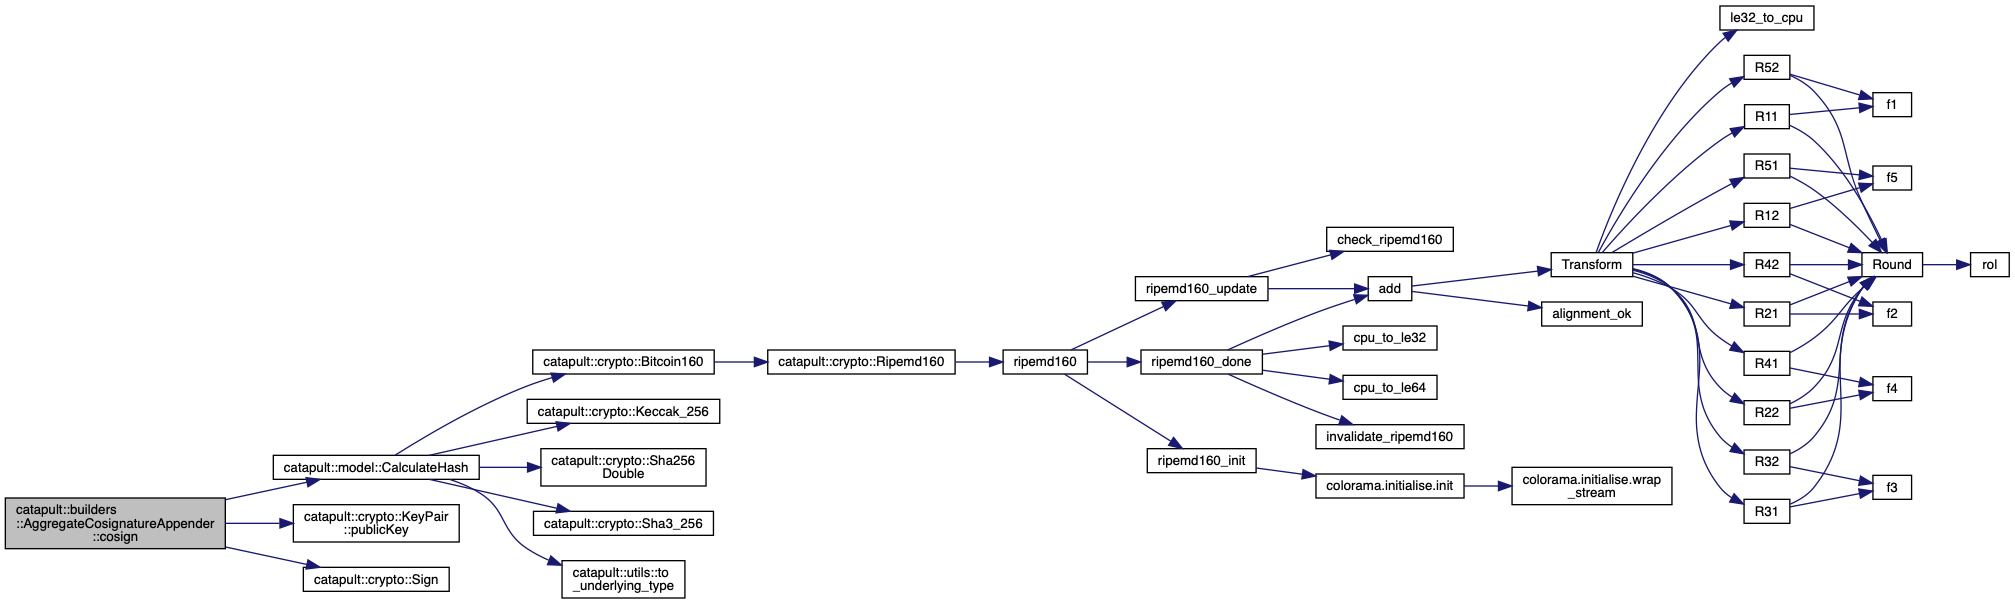 catapult::builders
::AggregateCosignatureAppender
::cosign
catapult::model::CalculateHash
catapult::crypto::KeyPair
::publicKey
catapult::crypto::Sign
catapult::crypto::Bitcoin160
catapult::crypto::Keccak_256
catapult::crypto::Sha256
Double
catapult::crypto::Sha3_256
catapult::utils::to
_underlying_type
catapult::crypto::Ripemd160
ripemd160
ripemd160_update
ripemd160_done
ripemd160_init
check_ripemd160
add
cpu_to_le32
cpu_to_le64
invalidate_ripemd160
colorama.initialise.init
Transform
alignment_ok
colorama.initialise.wrap
_stream
le32_to_cpu
R52
R11
R51
R12
R42
R21
R41
R22
R32
R31
f1
f5
Round
f2
f4
f3
rol